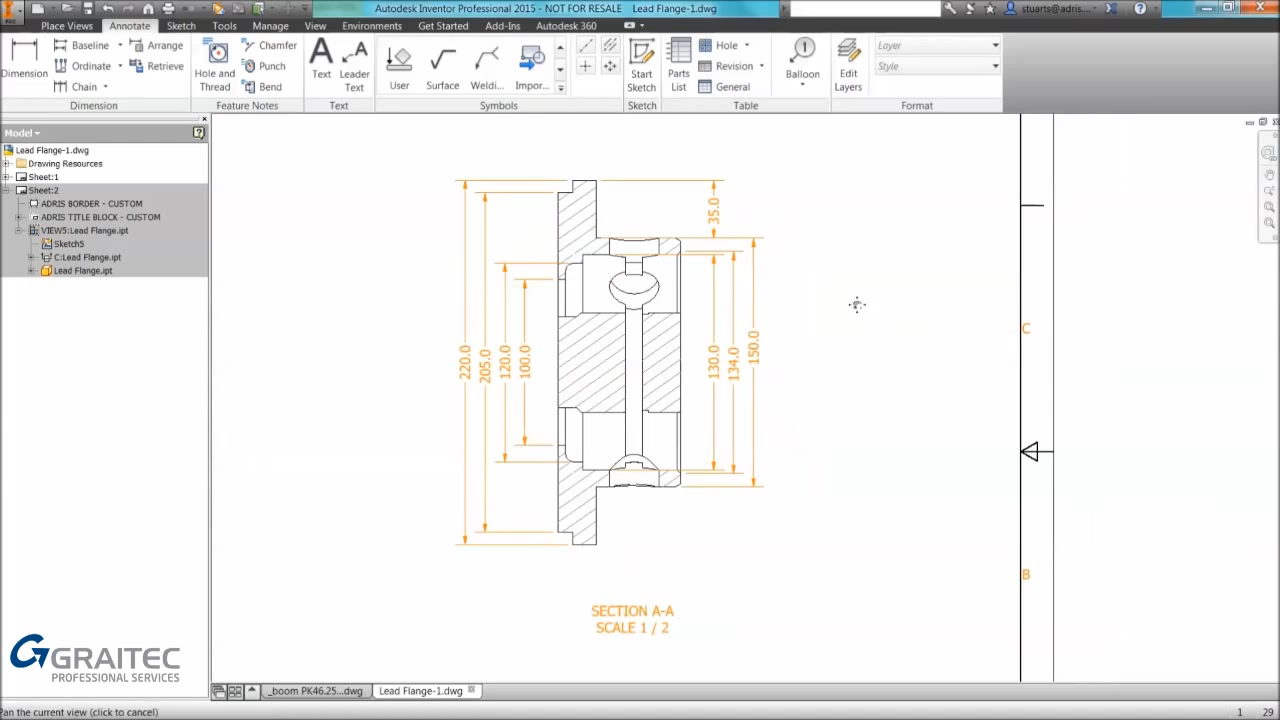 Autodesk Inventor Professional 2015 - NOT FOR RESALE   Lead Flange-1.dwg
stuarts@adris...
Place Views   Annotate   Sketch   Tools   Manage   View   Environments   Get Started   Add-Ins   Autodesk 360
Dimension
Baseline
Ordinate
Chain
Arrange
Retrieve
Dimension
Hole and Thread
Chamfer
Punch
Bend
Feature Notes
Text
Leader Text
Text
User
Surface
Weldi...
Impor...
Symbols
Start Sketch
Sketch
Parts List
Hole
Revision
General
Table
Balloon
Edit Layers
Layer
Style
Format
Model
Lead Flange-1.dwg
Drawing Resources
Sheet:1
Sheet:2
ADRIS BORDER - CUSTOM
ADRIS TITLE BLOCK - CUSTOM
VIEW5:Lead Flange.ipt
Sketch5
C:Lead Flange.ipt
Lead Flange.ipt
220.0
205.0
120.0
100.0
35.0
130.0
134.0
150.0
C
B
SECTION A-A
SCALE 1 / 2
GRAITEC
PROFESSIONAL SERVICES
_boom PK46.25....dwg   Lead Flange-1.dwg
Pan the current view (click to cancel)   1   29